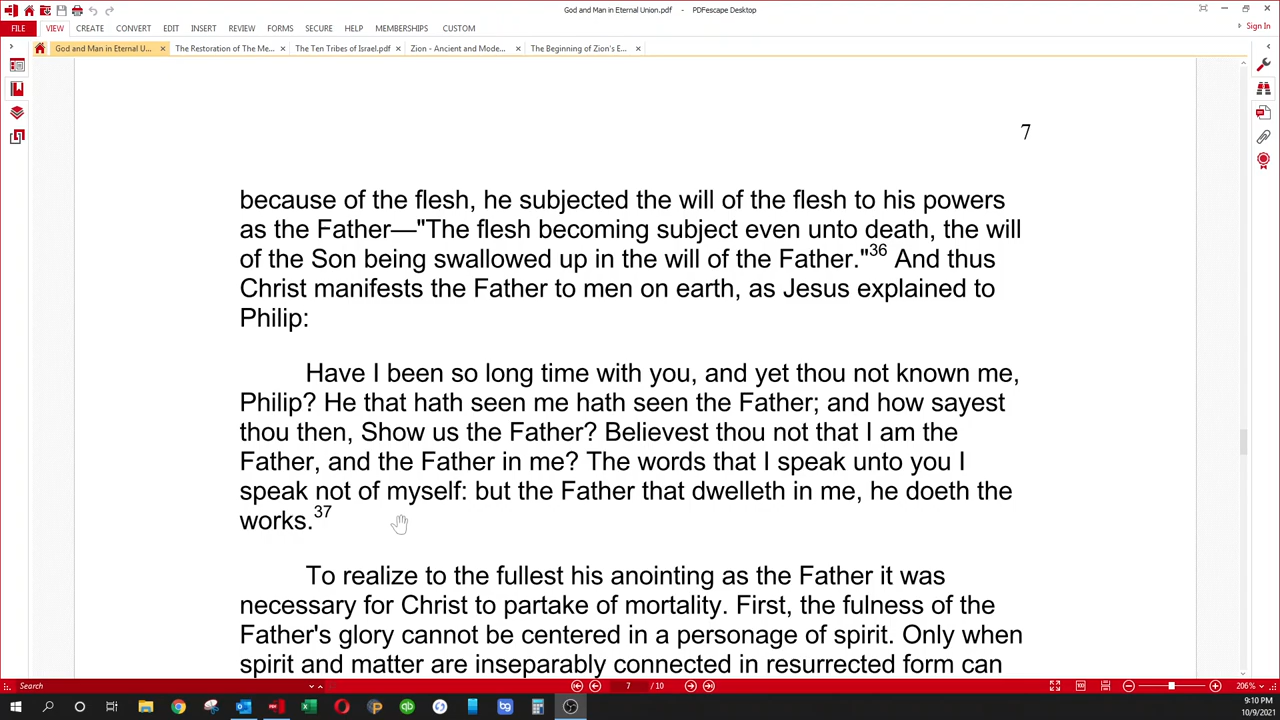 God and Man in Eternal Union.pdf - PDFescape Desktop
FILE VIEW CREATE CONVERT EDIT INSERT REVIEW FORMS SECURE HELP MEMBERSHIPS CUSTOM Sign In
God and Man in Eternal U... The Restoration of The Me... The Ten Tribes of Israel.pdf Zion - Ancient and Mode... The Beginning of Zion's E...
7
because of the flesh, he subjected the will of the flesh to his powers
as the Father—"The flesh becoming subject even unto death, the will
of the Son being swallowed up in the will of the Father."36 And thus
Christ manifests the Father to men on earth, as Jesus explained to
Philip:
Have I been so long time with you, and yet thou not known me,
Philip? He that hath seen me hath seen the Father; and how sayest
thou then, Show us the Father? Believest thou not that I am the
Father, and the Father in me? The words that I speak unto you I
speak not of myself: but the Father that dwelleth in me, he doeth the
works.37
To realize to the fullest his anointing as the Father it was
necessary for Christ to partake of mortality. First, the fulness of the
Father's glory cannot be centered in a personage of spirit. Only when
spirit and matter are inseparably connected in resurrected form can
Search 7 / 10 206%
9:10 PM
10/9/2021